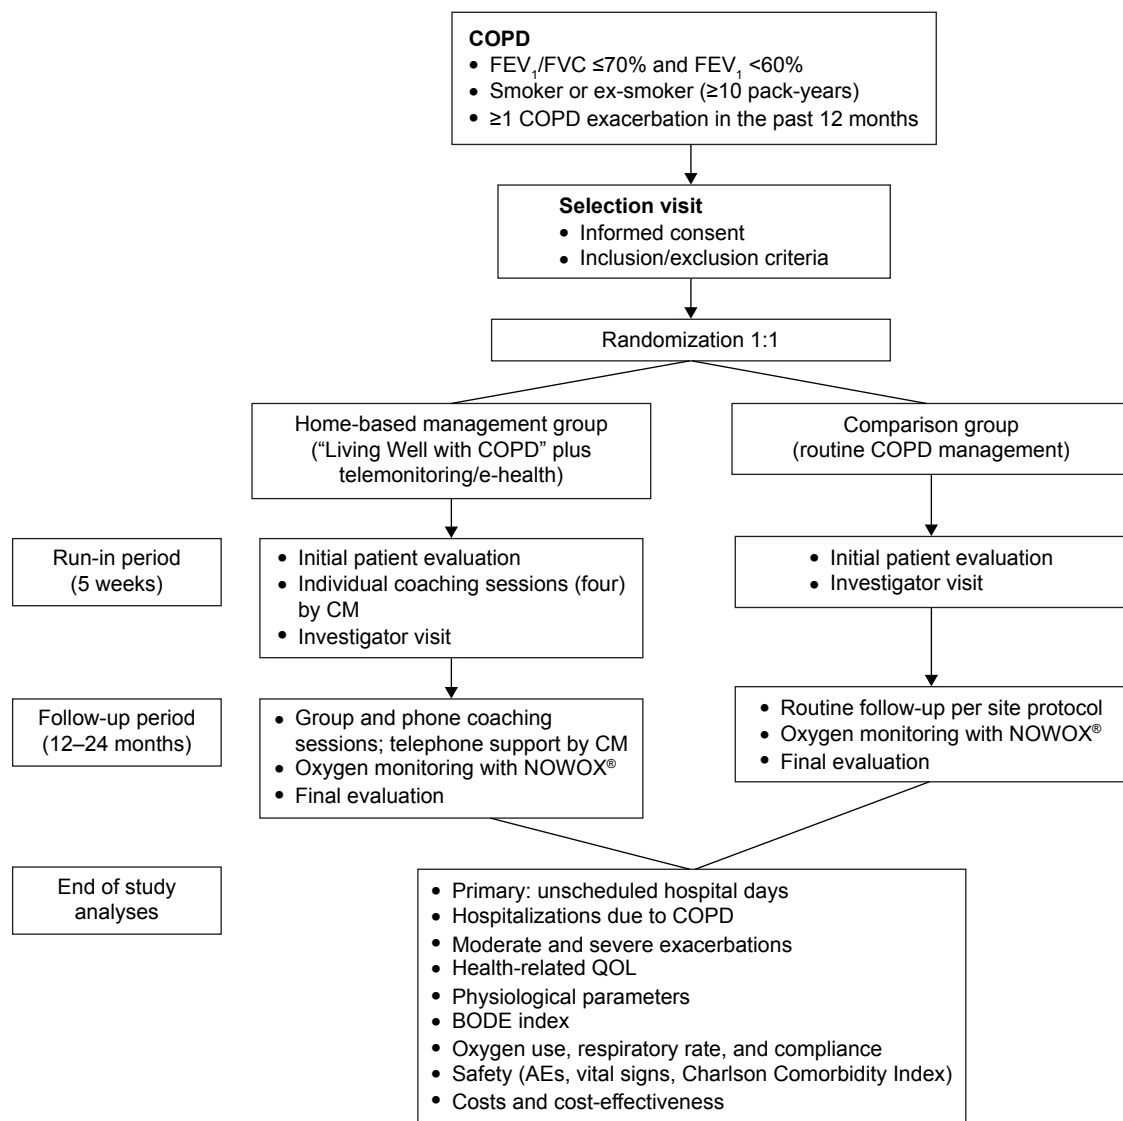 COPD
• FEV₁/FVC ≤70% and FEV₁ <60%
• Smoker or ex-smoker (≥10 pack-years)
• ≥1 COPD exacerbation in the past 12 months
Selection visit
• Informed consent
• Inclusion/exclusion criteria
Randomization 1:1
Home-based management group
(“Living Well with COPD” plus
telemonitoring/e-health)
Comparison group
(routine COPD management)
Run-in period
(5 weeks)
• Initial patient evaluation
• Individual coaching sessions (four)
by CM
• Investigator visit
• Initial patient evaluation
• Investigator visit
Follow-up period
(12–24 months)
• Group and phone coaching
sessions; telephone support by CM
• Oxygen monitoring with NOWOX®
• Final evaluation
• Routine follow-up per site protocol
• Oxygen monitoring with NOWOX®
• Final evaluation
End of study
analyses
• Primary: unscheduled hospital days
• Hospitalizations due to COPD
• Moderate and severe exacerbations
• Health-related QOL
• Physiological parameters
• BODE index
• Oxygen use, respiratory rate, and compliance
• Safety (AEs, vital signs, Charlson Comorbidity Index)
• Costs and cost-effectiveness